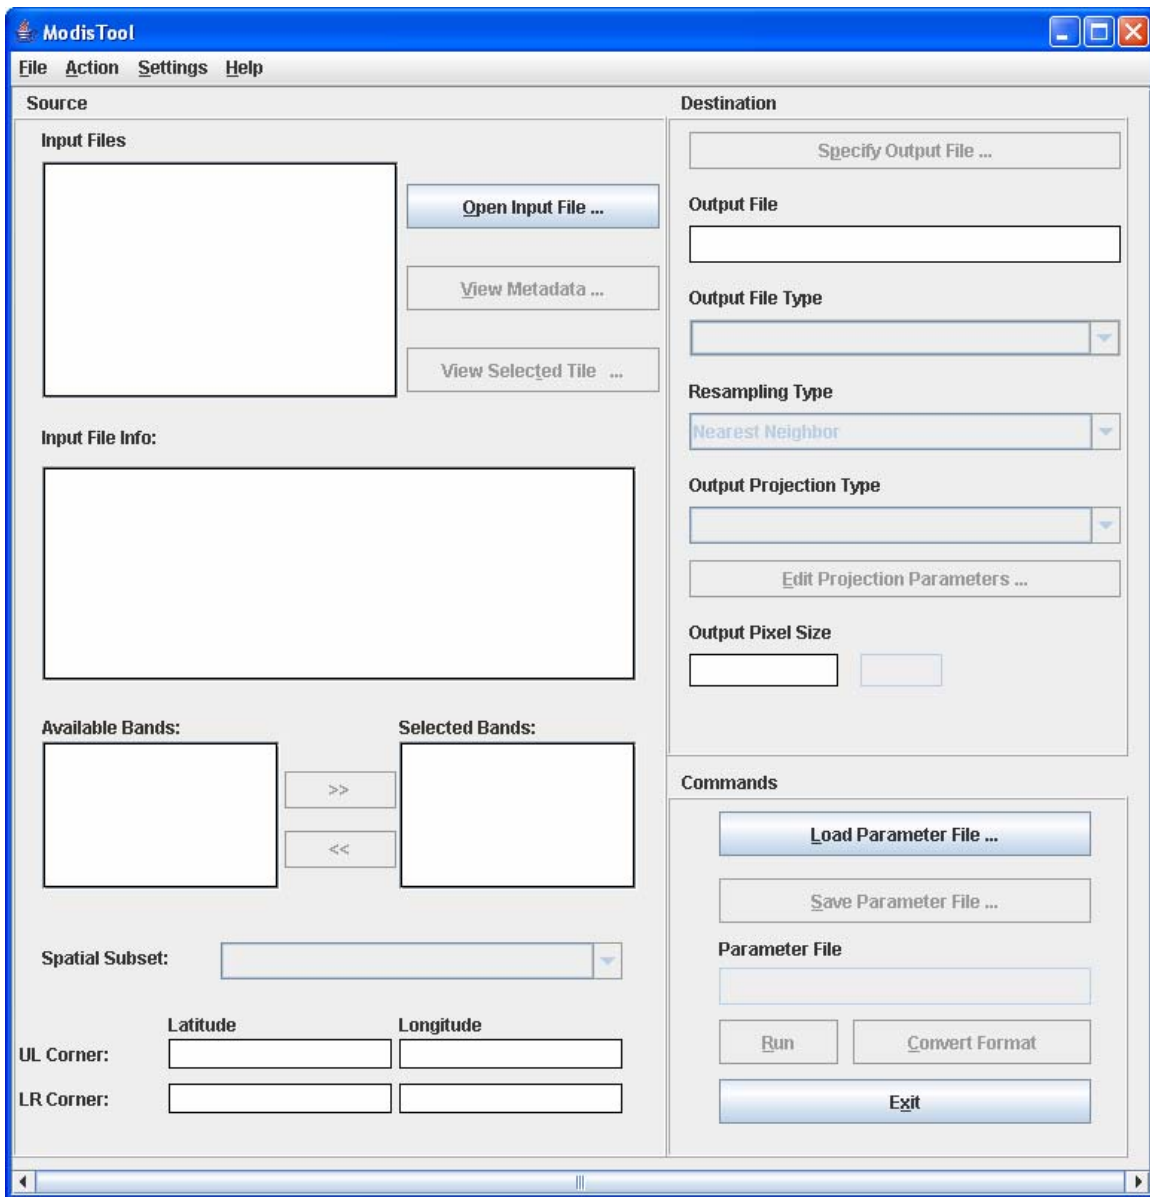 ModisTool
File Action Settings Help
Source
Input Files
Open Input File ...
View Metadata ...
View Selected Tile ...
Input File Info:
Available Bands:
Selected Bands:
>>
<<
Spatial Subset:
Latitude Longitude
UL Corner:
LR Corner:
Destination
Specify Output File ...
Output File
Output File Type
Resampling Type
Nearest Neighbor
Output Projection Type
Edit Projection Parameters ...
Output Pixel Size
Commands
Load Parameter File ...
Save Parameter File ...
Parameter File
Run Convert Format
Exit